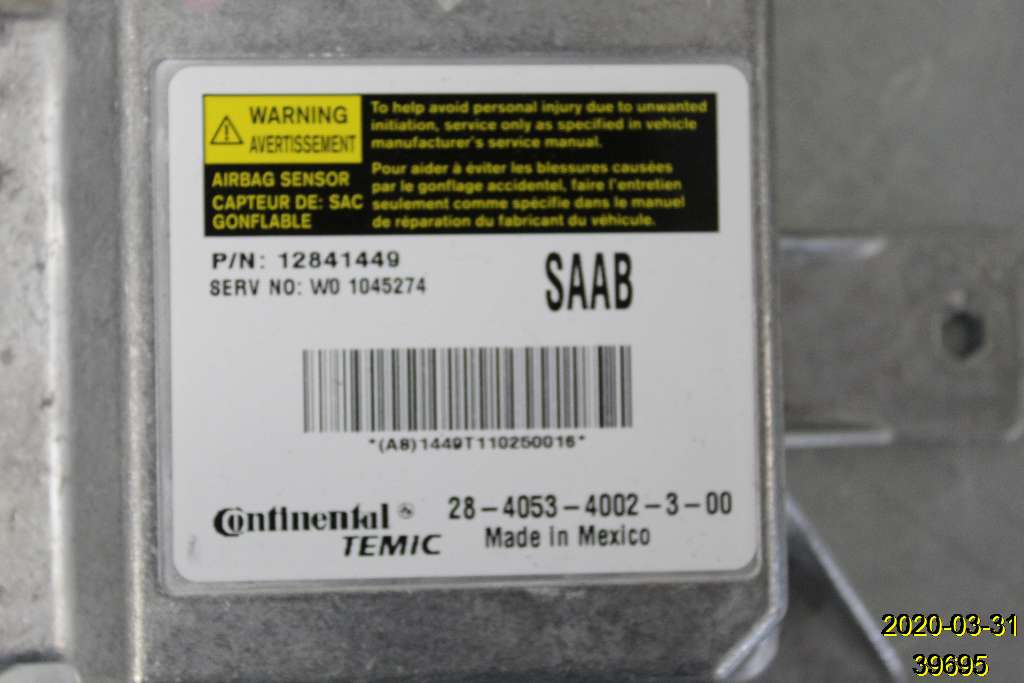 WARNING
AVERTISSEMENT
AIRBAG SENSOR
CAPTEUR DE: SAC
GONFLABLE
To help avoid personal injury due to unwanted
initiation, service only as specified in vehicle
manufacturer's service manual.
Pour aider à éviter les blessures causées
par le gonflage accidentel, faire l'entretien
seulement comme spécifie dans le manuel
de réparation du fabricant du véhicule.
P/N: 12841449
SERV NO: W0 1045274
SAAB
*(A8)1449T110250016*
Continental
TEMIC
28-4053-4002-3-00
Made in Mexico
2020-03-31
39695